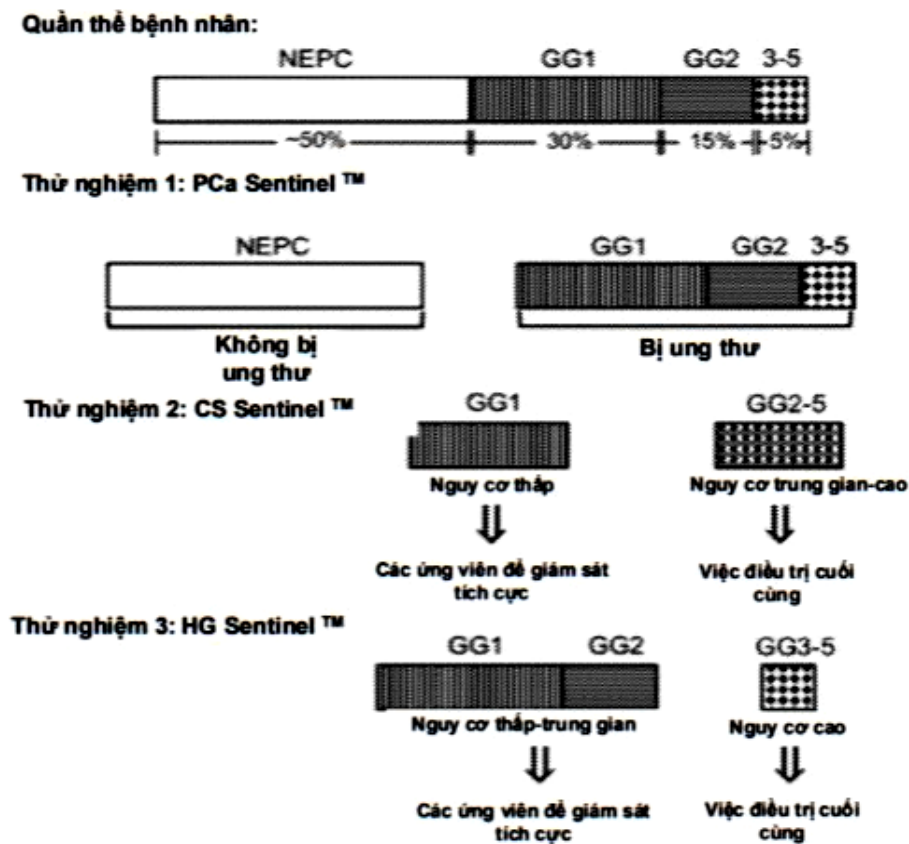 Quần thể bệnh nhân:
NEPC GG1 GG2 3-5
~50% 30% 15% 5%
Thử nghiệm 1: PCa Sentinel ™
NEPC GG1 GG2 3-5
Không bị
ung thư
Bị ung thư
Thử nghiệm 2: CS Sentinel ™
GG1 GG2-5
Nguy cơ thấp Nguy cơ trung gian-cao
Các ứng viên để giám sát
tích cực
Việc điều trị cuối
cùng
Thử nghiệm 3: HG Sentinel ™
GG1 GG2 GG3-5
Nguy cơ thấp-trung gian Nguy cơ cao
Các ứng viên để giám sát
tích cực
Việc điều trị cuối
cùng